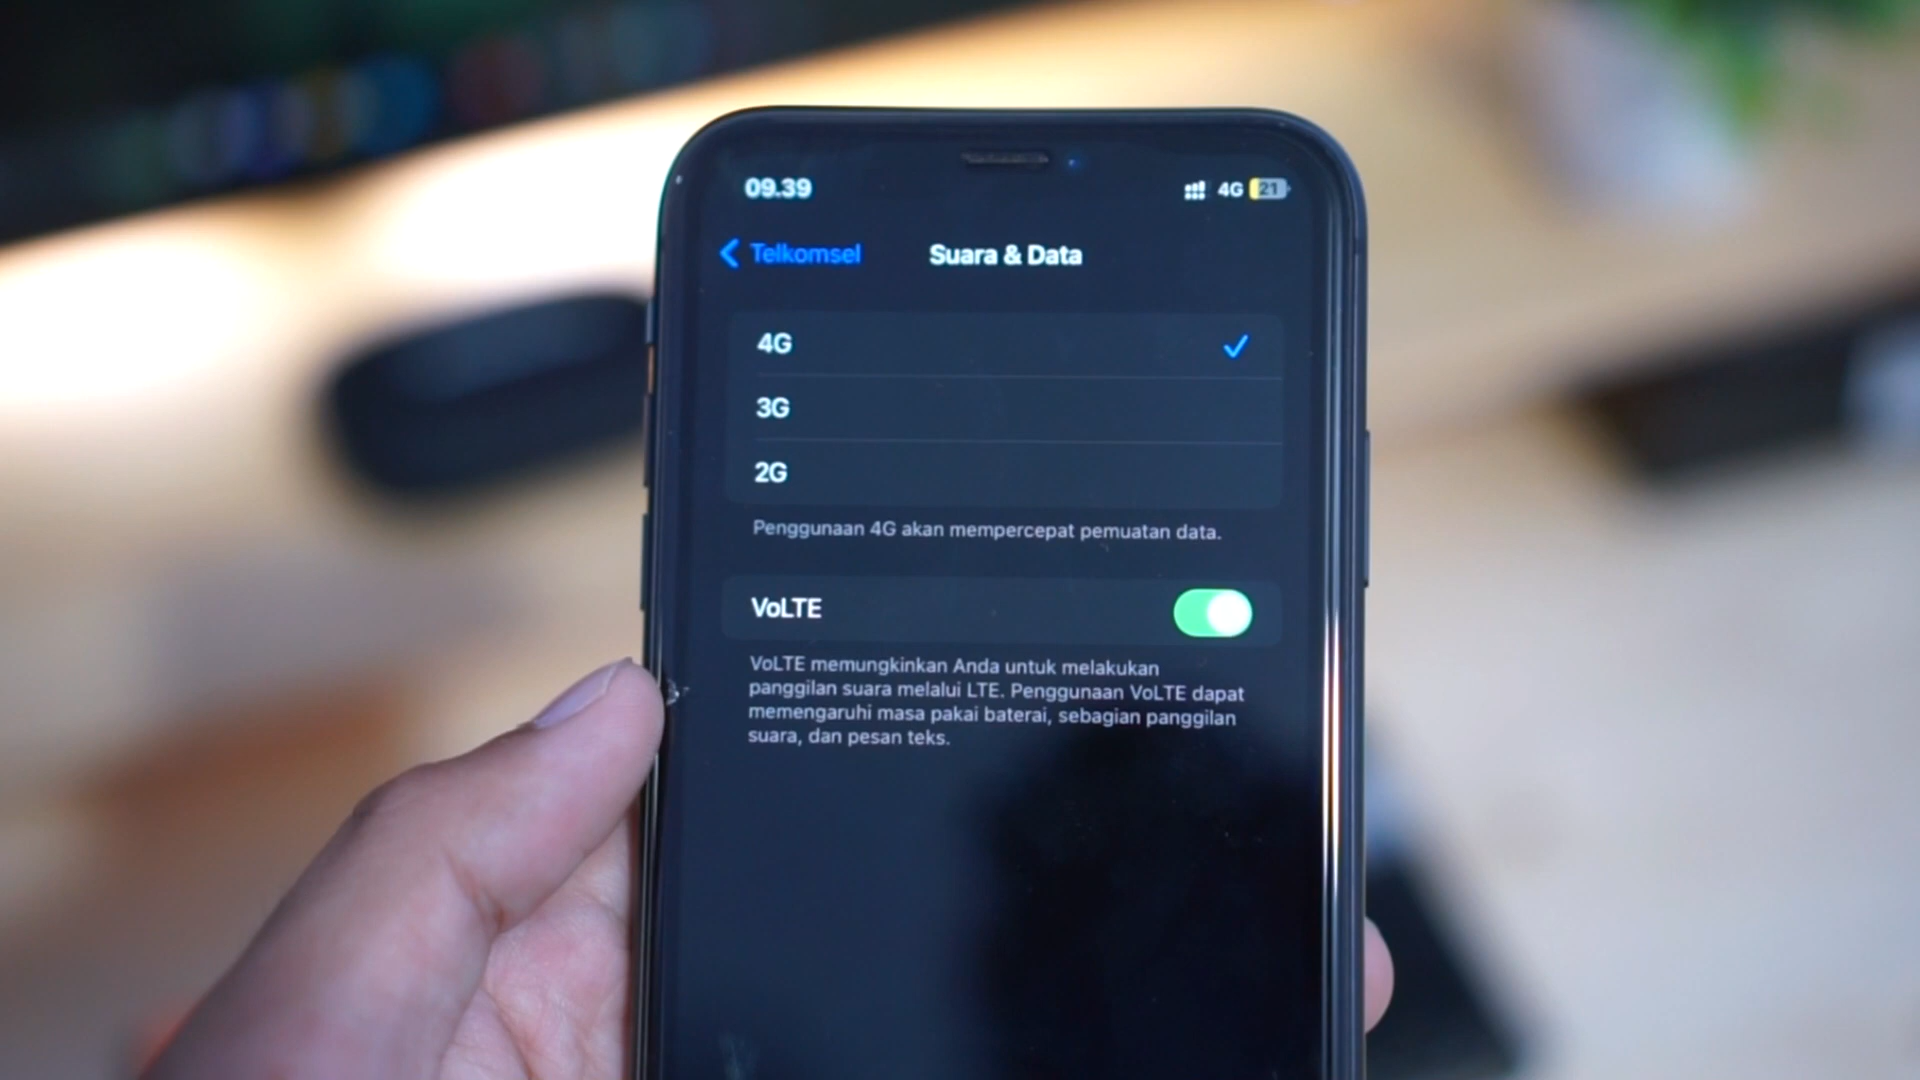 09.39
4G 21
Telkomsel
Suara & Data
4G
3G
2G
Penggunaan 4G akan mempercepat pemuatan data.
VoLTE
VoLTE memungkinkan Anda untuk melakukan
panggilan suara melalui LTE. Penggunaan VoLTE dapat
memengaruhi masa pakai baterai, sebagian panggilan
suara, dan pesan teks.